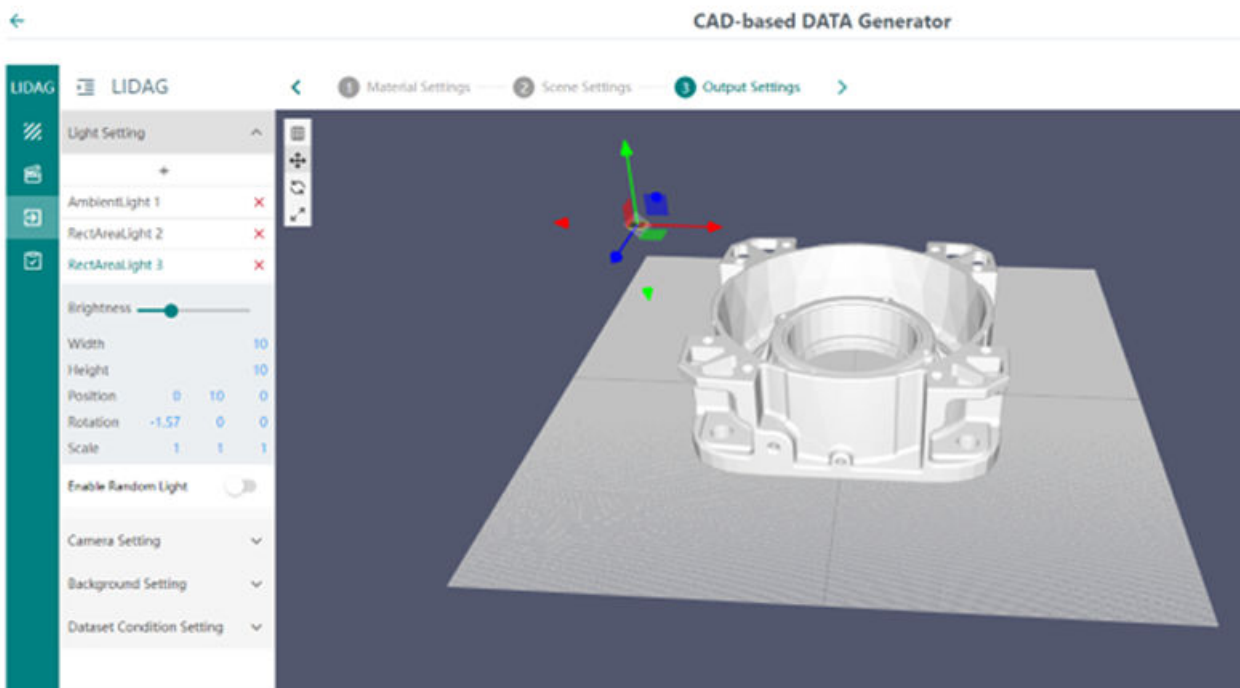 CAD-based DATA Generator
LIDAG
LIDAG
1 Material Settings
2 Scene Settings
3 Output Settings
Light Setting
+
AmbientLight 1
RectAreaLight 2
RectAreaLight 3
Brightness
Width 10
Height 10
Position 0 10 0
Rotation -1.57 0 0
Scale 1 1 1
Enable Random Light
Camera Setting
Background Setting
Dataset Condition Setting